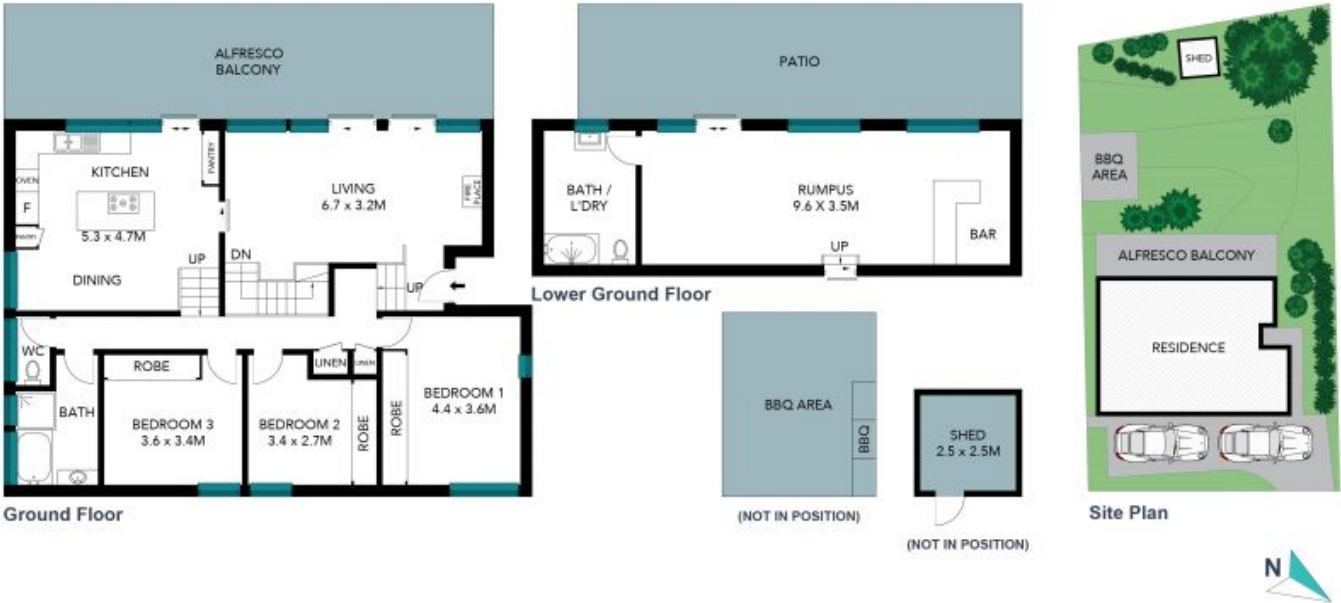 ALFRESCO
BALCONY
KITCHEN
PANTRY
OVEN
F
PANTRY
5.3 x 4.7M
DINING
UP
LIVING
6.7 x 3.2M
FIRE
PLACE
DN
UP
WC
BATH
ROBE
BEDROOM 3
3.6 x 3.4M
LINEN
LINEN
BEDROOM 2
3.4 x 2.7M
ROBE
ROBE
BEDROOM 1
4.4 x 3.6M
Ground Floor
PATIO
BATH /
L'DRY
RUMPUS
9.6 X 3.5M
UP
BAR
Lower Ground Floor
BBQ AREA
BBQ
(NOT IN POSITION)
SHED
2.5 x 2.5M
(NOT IN POSITION)
SHED
BBQ
AREA
ALFRESCO BALCONY
RESIDENCE
Site Plan
N